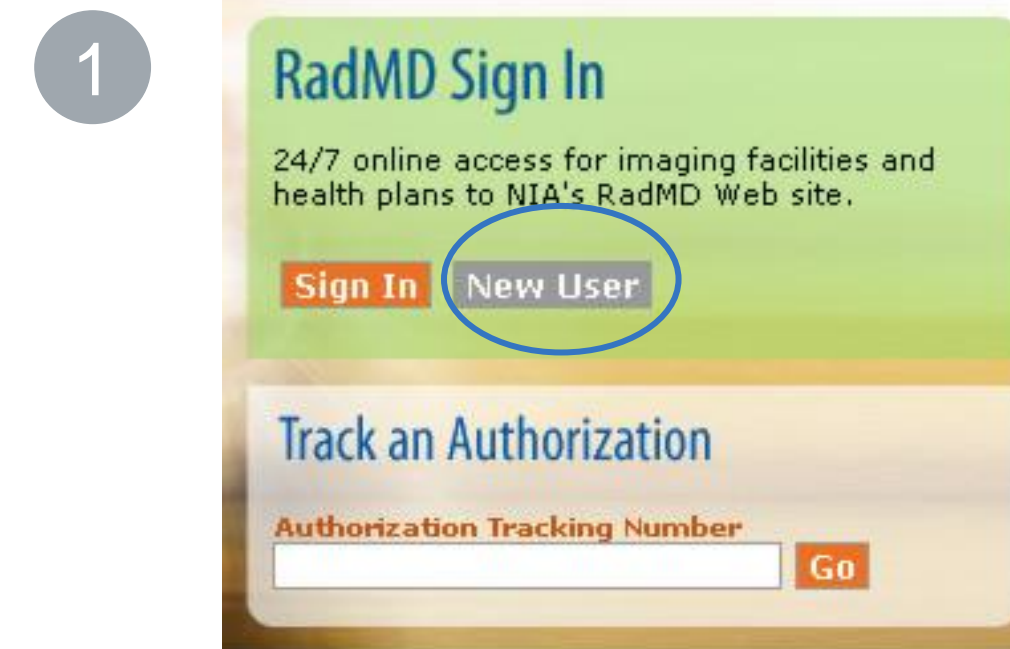 1
RadMD Sign In
24/7 online access for imaging facilities and
health plans to NIA's RadMD Web site.
Sign In New User
Track an Authorization
Authorization Tracking Number
Go